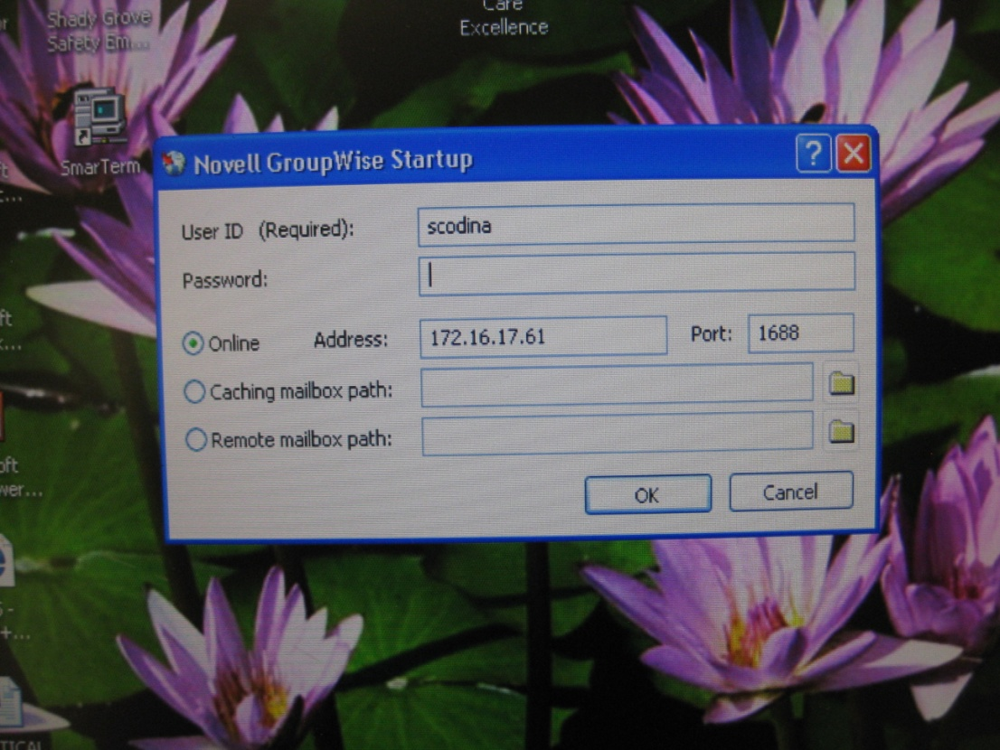 Shady Grove
Safety Em...
Care
Excellence
SmarTerm
Novell GroupWise Startup
?
User ID (Required):
scodina
Password:
Online
Address:
172.16.17.61
Port:
1688
Caching mailbox path:
Remote mailbox path:
OK
Cancel